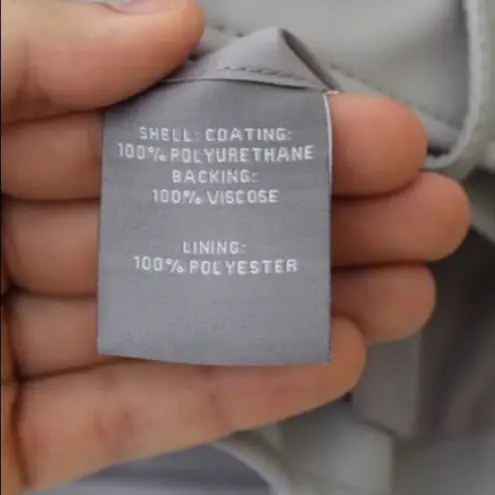 SHELL: COATING:
100% POLYURETHANE
BACKING:
100% VISCOSE
LINING:
100% POLYESTER